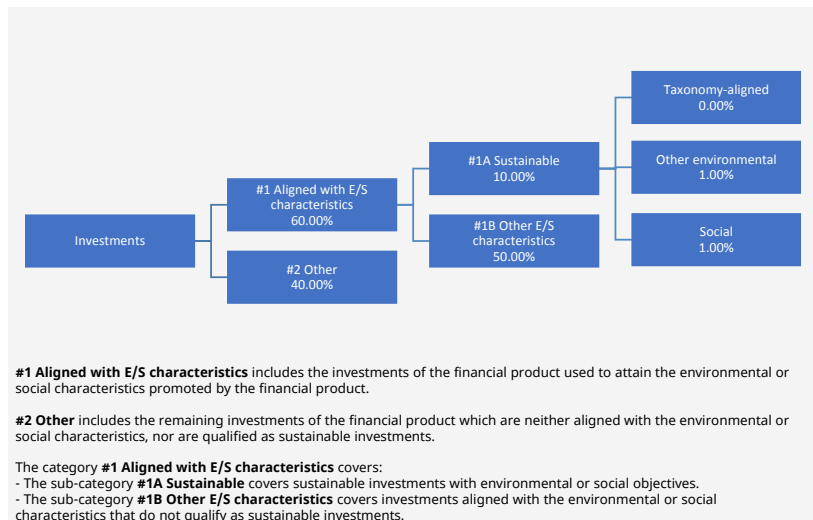 Taxonomy-aligned
0.00%
#1A Sustainable
10.00%
Other environmental
1.00%
#1 Aligned with E/S
characteristics
60.00%
Investments
#1B Other E/S
characteristics
50.00%
Social
1.00%
#2 Other
40.00%
#1 Aligned with E/S characteristics includes the investments of the financial product used to attain the environmental or
social characteristics promoted by the financial product.
#2 Other includes the remaining investments of the financial product which are neither aligned with the environmental or
social characteristics, nor are qualified as sustainable investments.
The category #1 Aligned with E/S characteristics covers:
- The sub-category #1A Sustainable covers sustainable investments with environmental or social objectives.
- The sub-category #1B Other E/S characteristics covers investments aligned with the environmental or social
characteristics that do not qualify as sustainable investments.